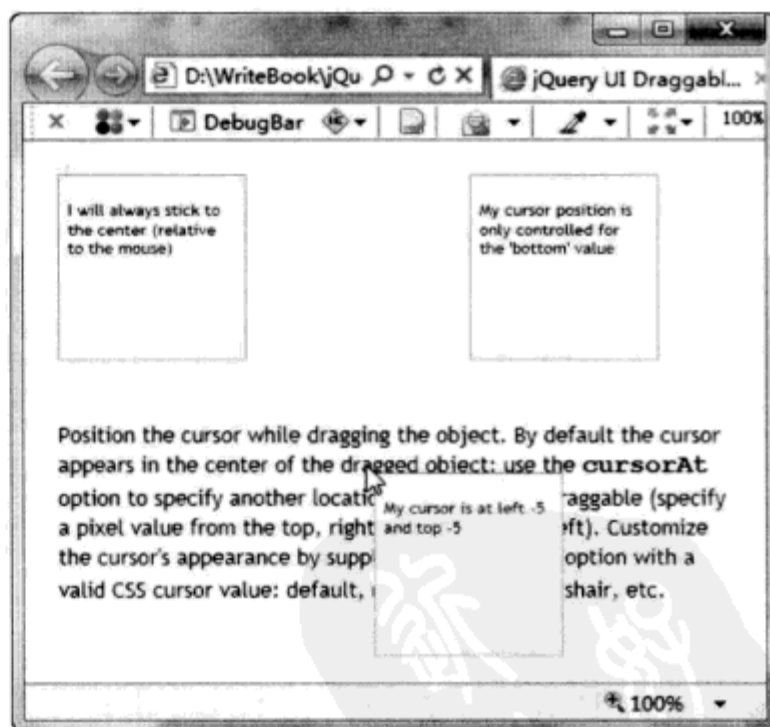 D:\WriteBook\jQu
jQuery UI Draggabl...
DebugBar
100%
I will always stick to
the center (relative
to the mouse)
My cursor position is
only controlled for
the 'bottom' value
Position the cursor while dragging the object. By default the cursor
appears in the center of the dragged object: use the cursorAt
option to specify another locatio raggable (specify
a pixel value from the top, right ft). Customize
the cursor's appearance by supp option with a
valid CSS cursor value: default, shair, etc.
My cursor is at left -5
and top -5
100%